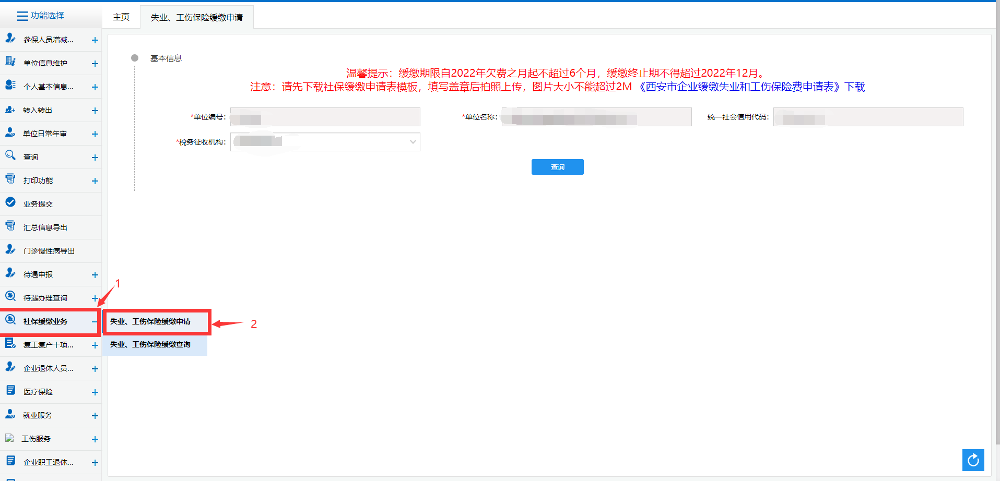 功能选择
主页
失业、工伤保险缓缴申请
参保人员增减...
单位信息维护
个人基本信息...
转入转出
单位日常年审
查询
打印功能
业务提交
汇总信息导出
门诊慢性病导出
待遇申报
待遇办理查询
社保缓缴业务
复工复产十项...
企业退休人员...
医疗保险
就业服务
工伤服务
企业职工退休...
1
失业、工伤保险缓缴申请
2
失业、工伤保险缓缴查询
基本信息
温馨提示：缓缴期限自2022年欠费之月起不超过6个月，缓缴终止期不得超过2022年12月。
注意：请先下载社保缓缴申请表模板，填写盖章后拍照上传，图片大小不能超过2M 《西安市企业缓缴失业和工伤保险费申请表》下载
*单位编号：
*单位名称：
统一社会信用代码：
*税务征收机构：
查询